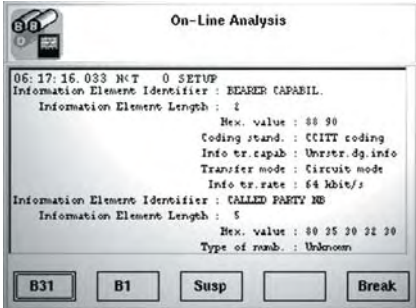 On-Line Analysis
06:17:16.033 N<T 0 SETUP
Information Element Identifier : BEARER CAPABIL.
Information Element Length : 2
Hex. value : 88 90
Coding stand. : CCITT coding
Info tr.capab : Unrstr.dg.info
Transfer mode : Circuit mode
Info tr.rate : 64 kbit/s
Information Element Identifier : CALLED PARTY NB
Information Element Length : 5
Hex. value : 80 35 30 32 30
Type of numb. : Unknown
B31 B1 Susp Break